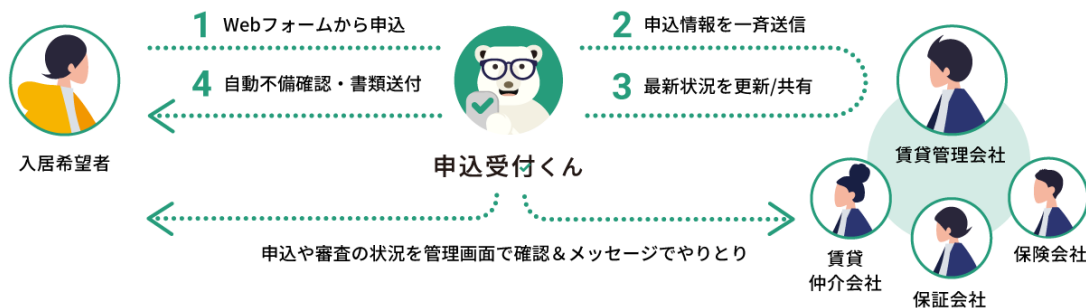 1 Webフォームから申込
2 申込情報を一斉送信
4 自動不備確認・書類送付
3 最新状況を更新/共有
入居希望者
申込受付くん
賃貸管理会社
申込や審査の状況を管理画面で確認&メッセージでやりとり
賃貸
仲介会社
保証会社
保険会社